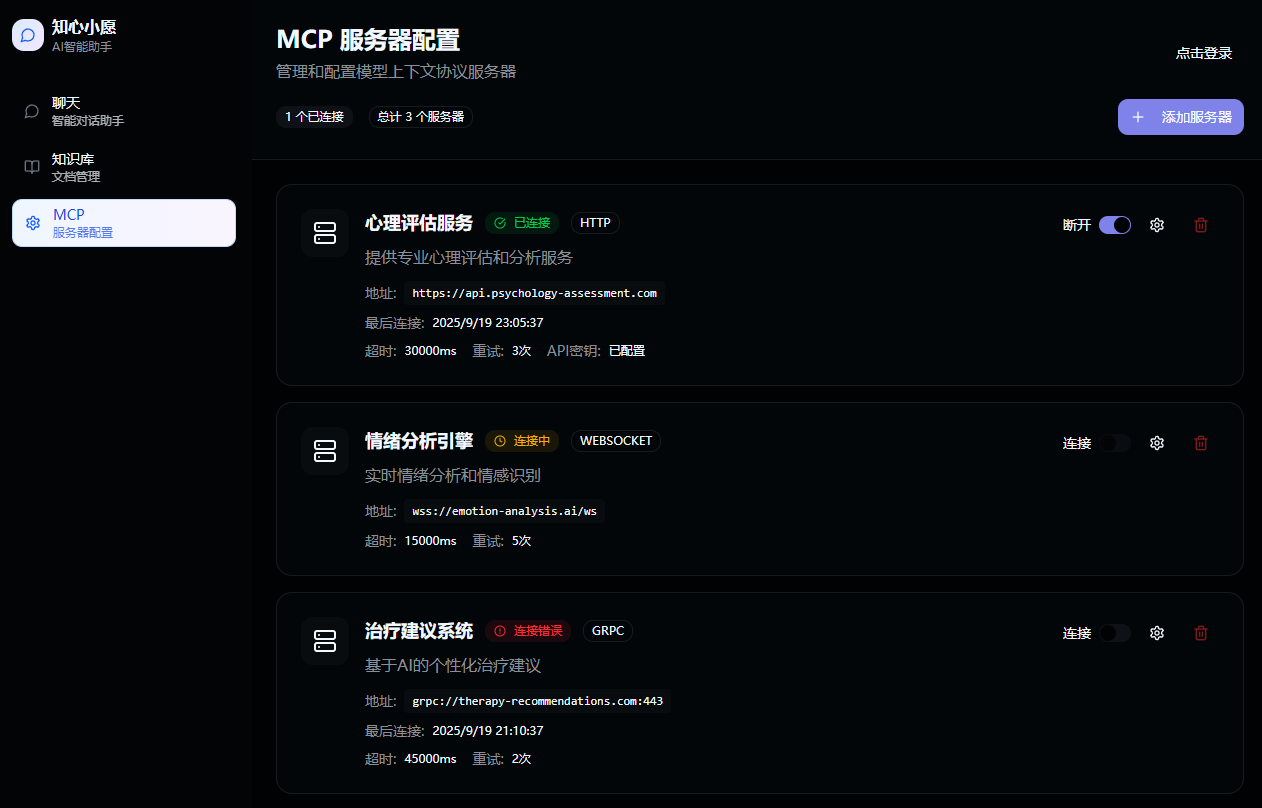 知心小愿
AI智能助手
聊天
智能对话助手
知识库
文档管理
MCP
服务器配置
MCP 服务器配置
管理和配置模型上下文协议服务器
点击登录
1 个已连接 总计 3 个服务器
添加服务器
心理评估服务 已连接 HTTP
断开
提供专业心理评估和分析服务
地址: https://api.psychology-assessment.com
最后连接: 2025/9/19 23:05:37
超时: 30000ms 重试: 3次 API密钥: 已配置
情绪分析引擎 连接中 WEBSOCKET
连接
实时情绪分析和情感识别
地址: wss://emotion-analysis.ai/ws
超时: 15000ms 重试: 5次
治疗建议系统 连接错误 GRPC
连接
基于AI的个性化治疗建议
地址: grpc://therapy-recommendations.com:443
最后连接: 2025/9/19 21:10:37
超时: 45000ms 重试: 2次